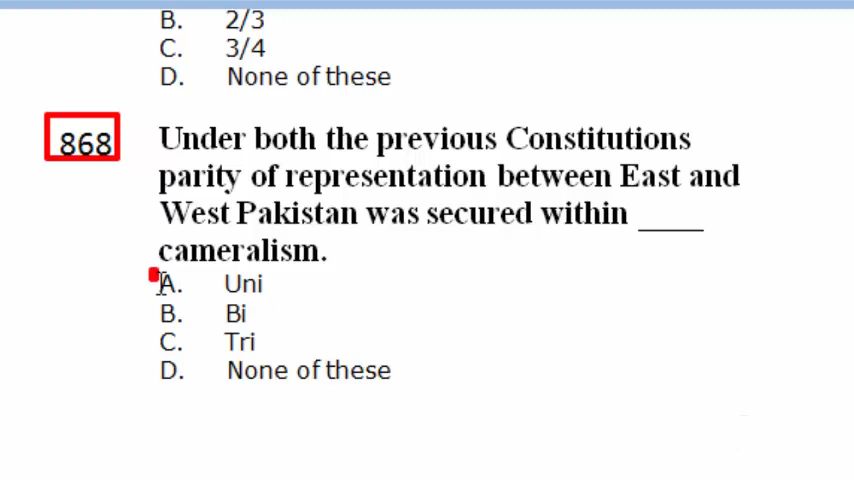 B. 2/3
C. 3/4
D. None of these
868 Under both the previous Constitutions
parity of representation between East and
West Pakistan was secured within ____
cameralism.
A. Uni
B. Bi
C. Tri
D. None of these